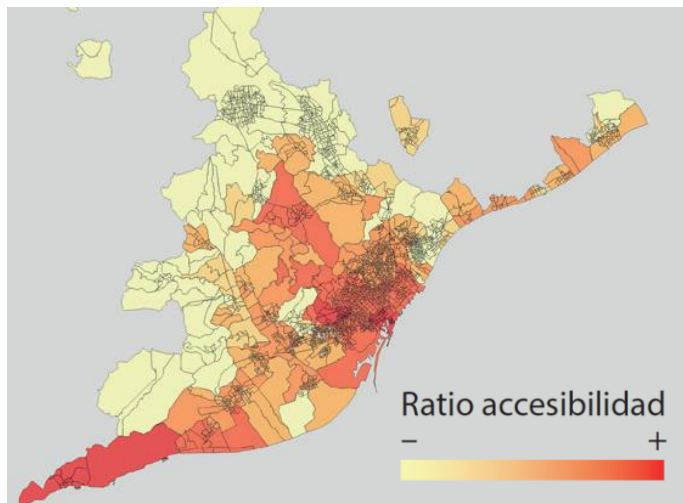 Ratio accesibilidad
– +